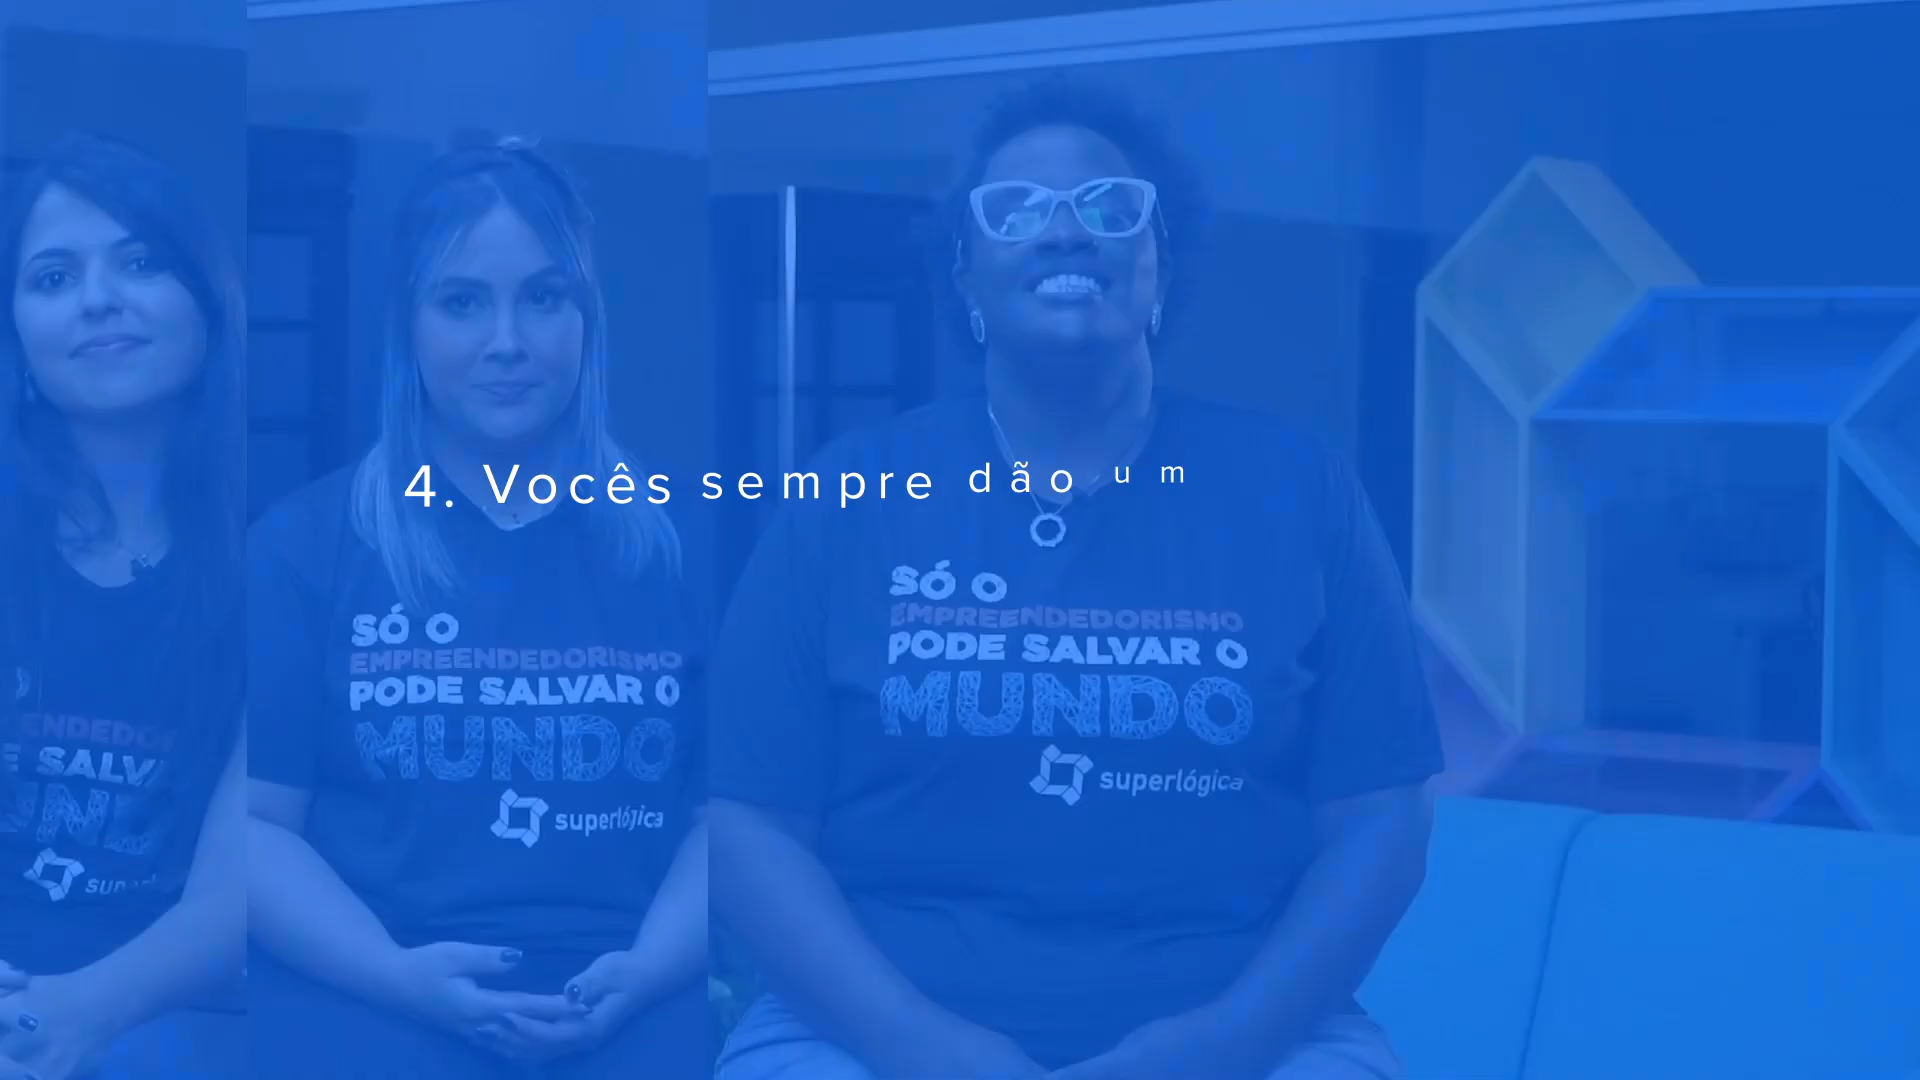 4. Vocês sempre dão um
SÓ O
EMPREENDEDORISMO
PODE SALVAR O
MUNDO
superlógica
SÓ O
EMPREENDEDORISMO
PODE SALVAR O
MUNDO
superlógica